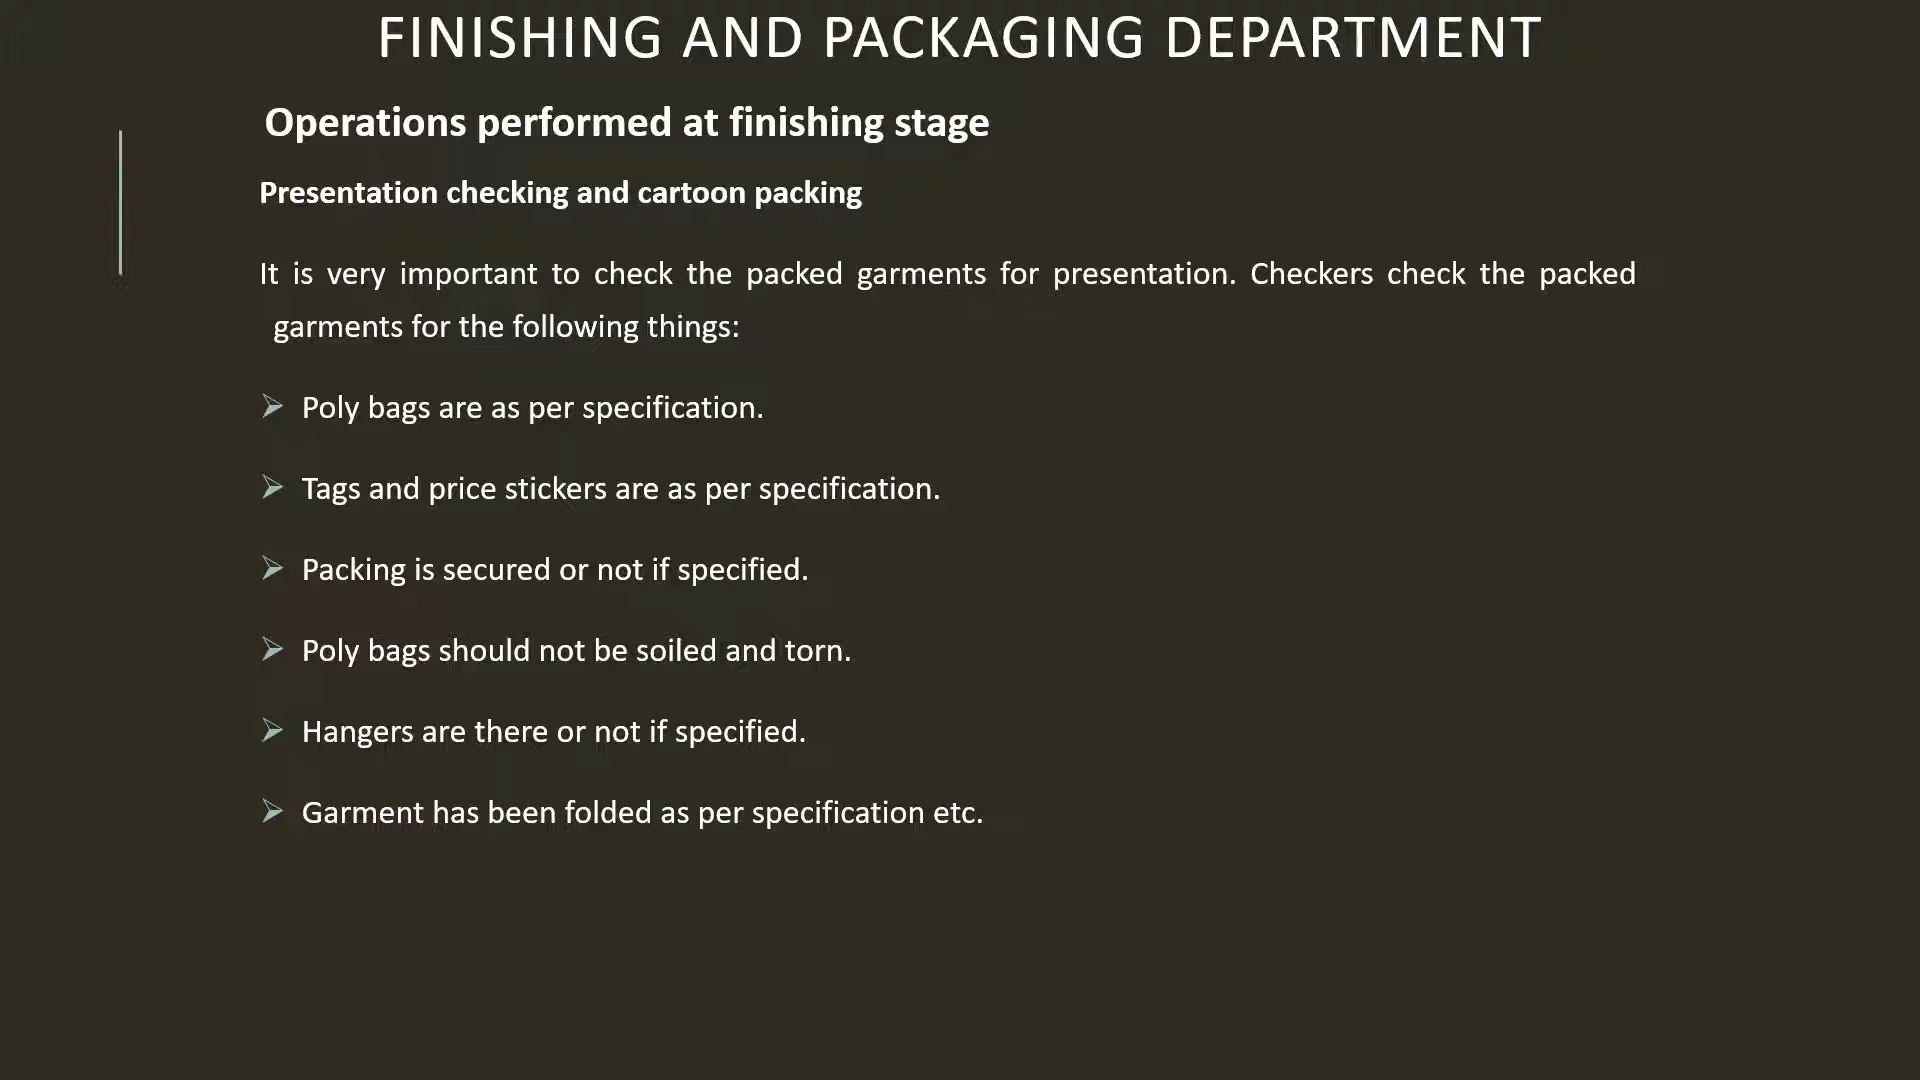 FINISHING AND PACKAGING DEPARTMENT
Operations performed at finishing stage
Presentation checking and cartoon packing
It is very important to check the packed garments for presentation. Checkers check the packed
garments for the following things:
➢ Poly bags are as per specification.
➢ Tags and price stickers are as per specification.
➢ Packing is secured or not if specified.
➢ Poly bags should not be soiled and torn.
➢ Hangers are there or not if specified.
➢ Garment has been folded as per specification etc.